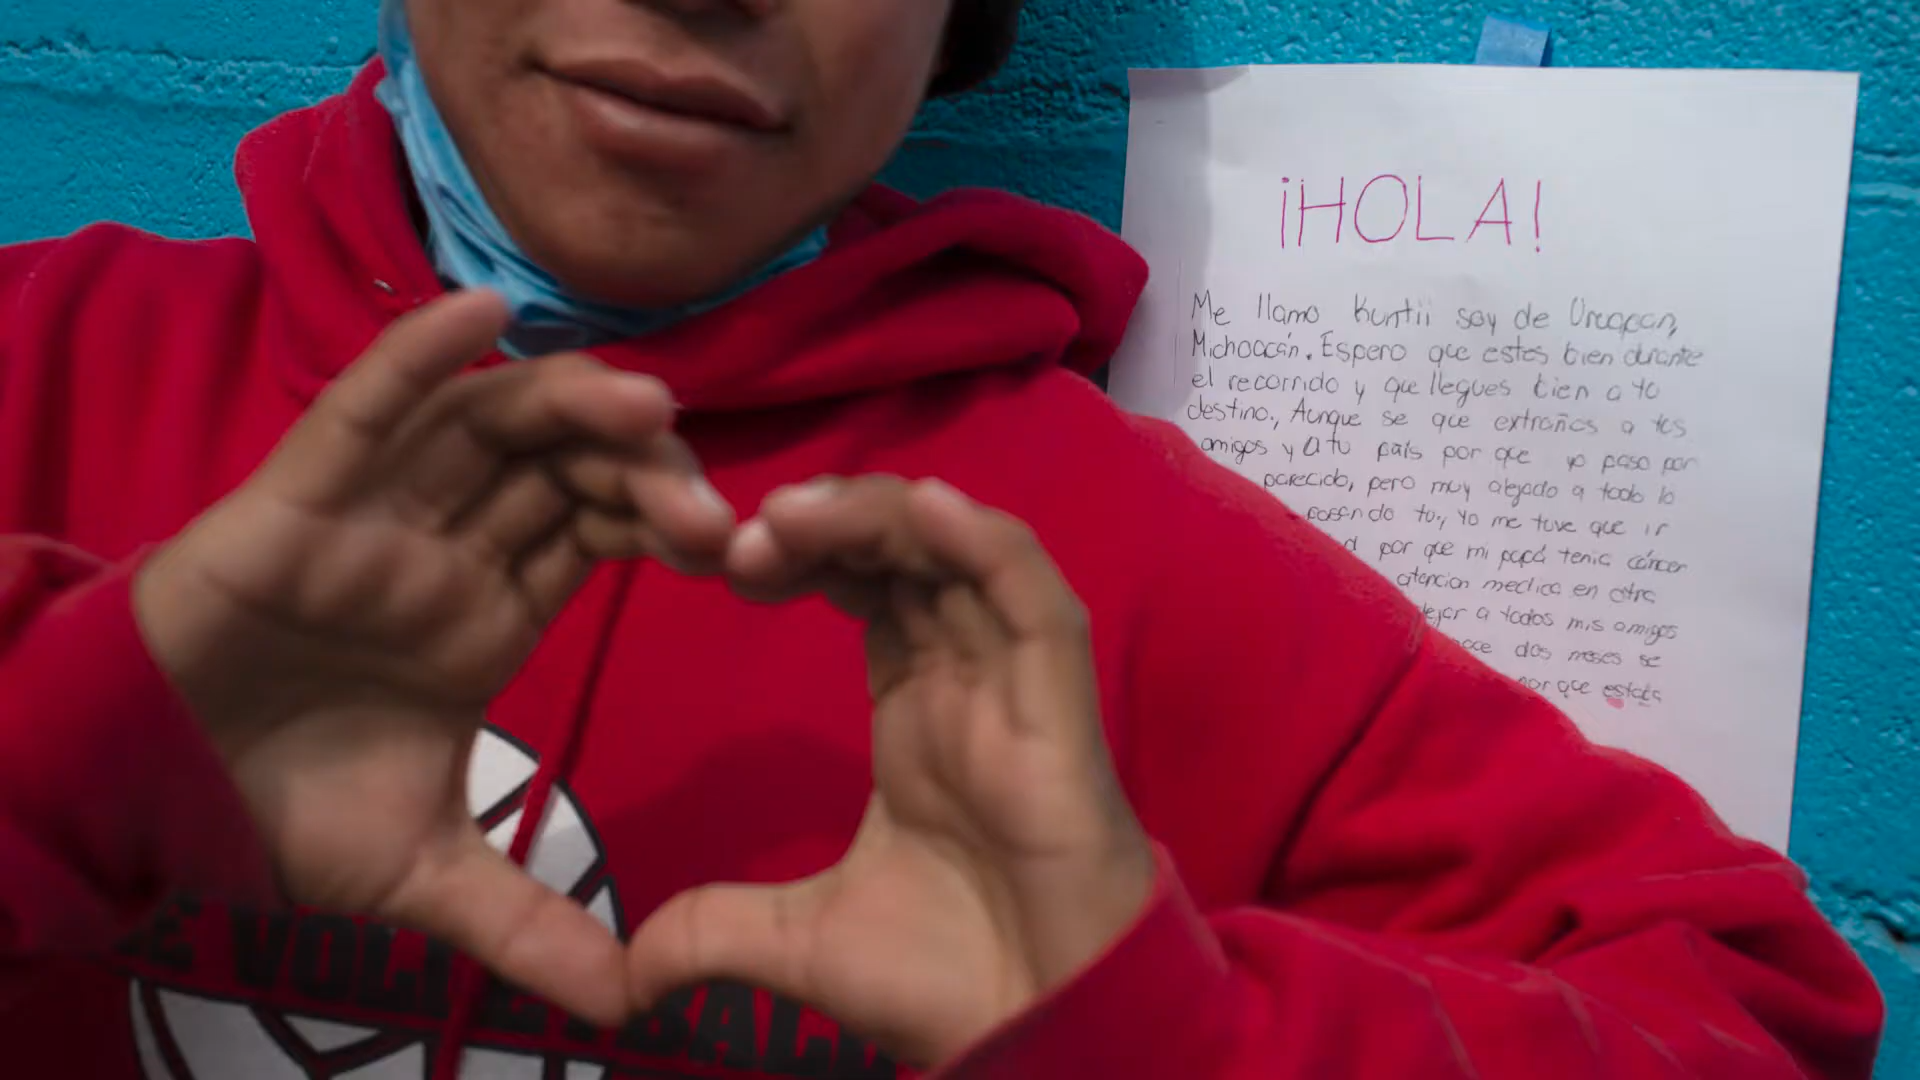 ¡HOLA!
Me llamo Kuntii soy de Uruapan,
Michoacán. Espero que estes bien durante
el recorrido y que llegues bien a tu
destino., Aunque se que extrañas a tus
amigos y a tu país por que yo paso por
parecido, pero muy alejado a todo lo
pasando tu., Yo me tuve que ir
d por que mi papá tenia cáncer
atencion medica en otra
dejar a todos mis amigos
dos meses se
porque estaba
E VOLLEYBALL